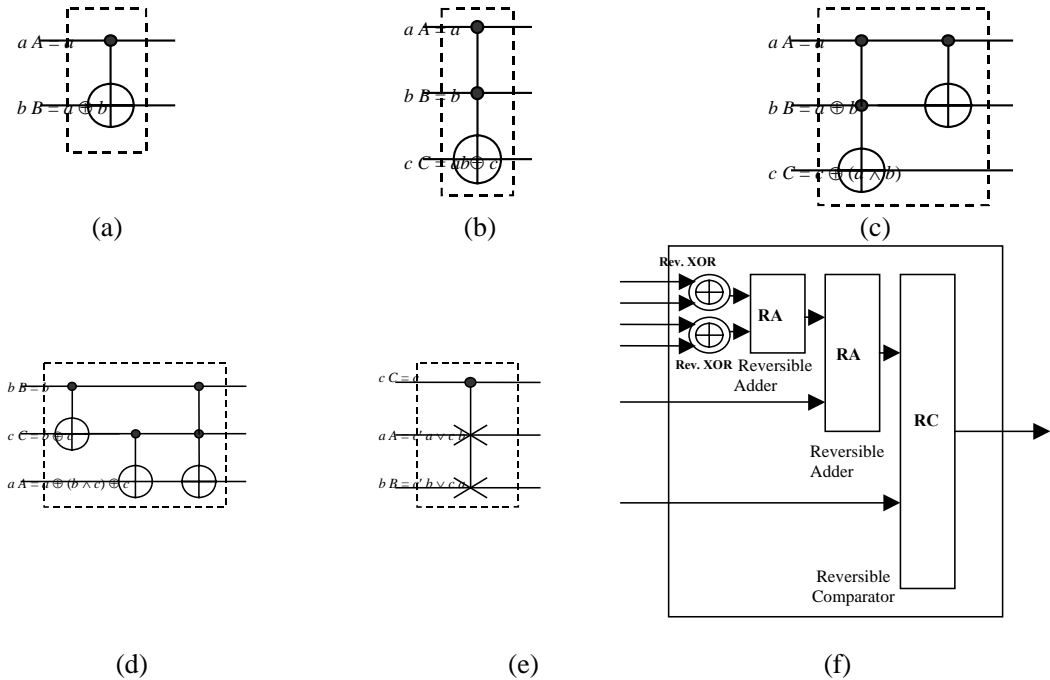 a A = a
b B = a ⊕ b
(a)
a A = a
b B = b
c C = ab ⊕ c
(b)
a A = a
b B = a ⊕ b
c C = c ⊕ (a ∧ b)
(c)
b B = b
c C = b ⊕ c
a A = a ⊕ (b ∧ c) ⊕ c
(d)
c C = c
a A = c' a ∨ c b
b B = c' b ∨ c a
(e)
Rev. XOR
RA
Rev. XOR
Reversible
Adder
RA
Reversible
Adder
RC
Reversible
Comparator
(f)